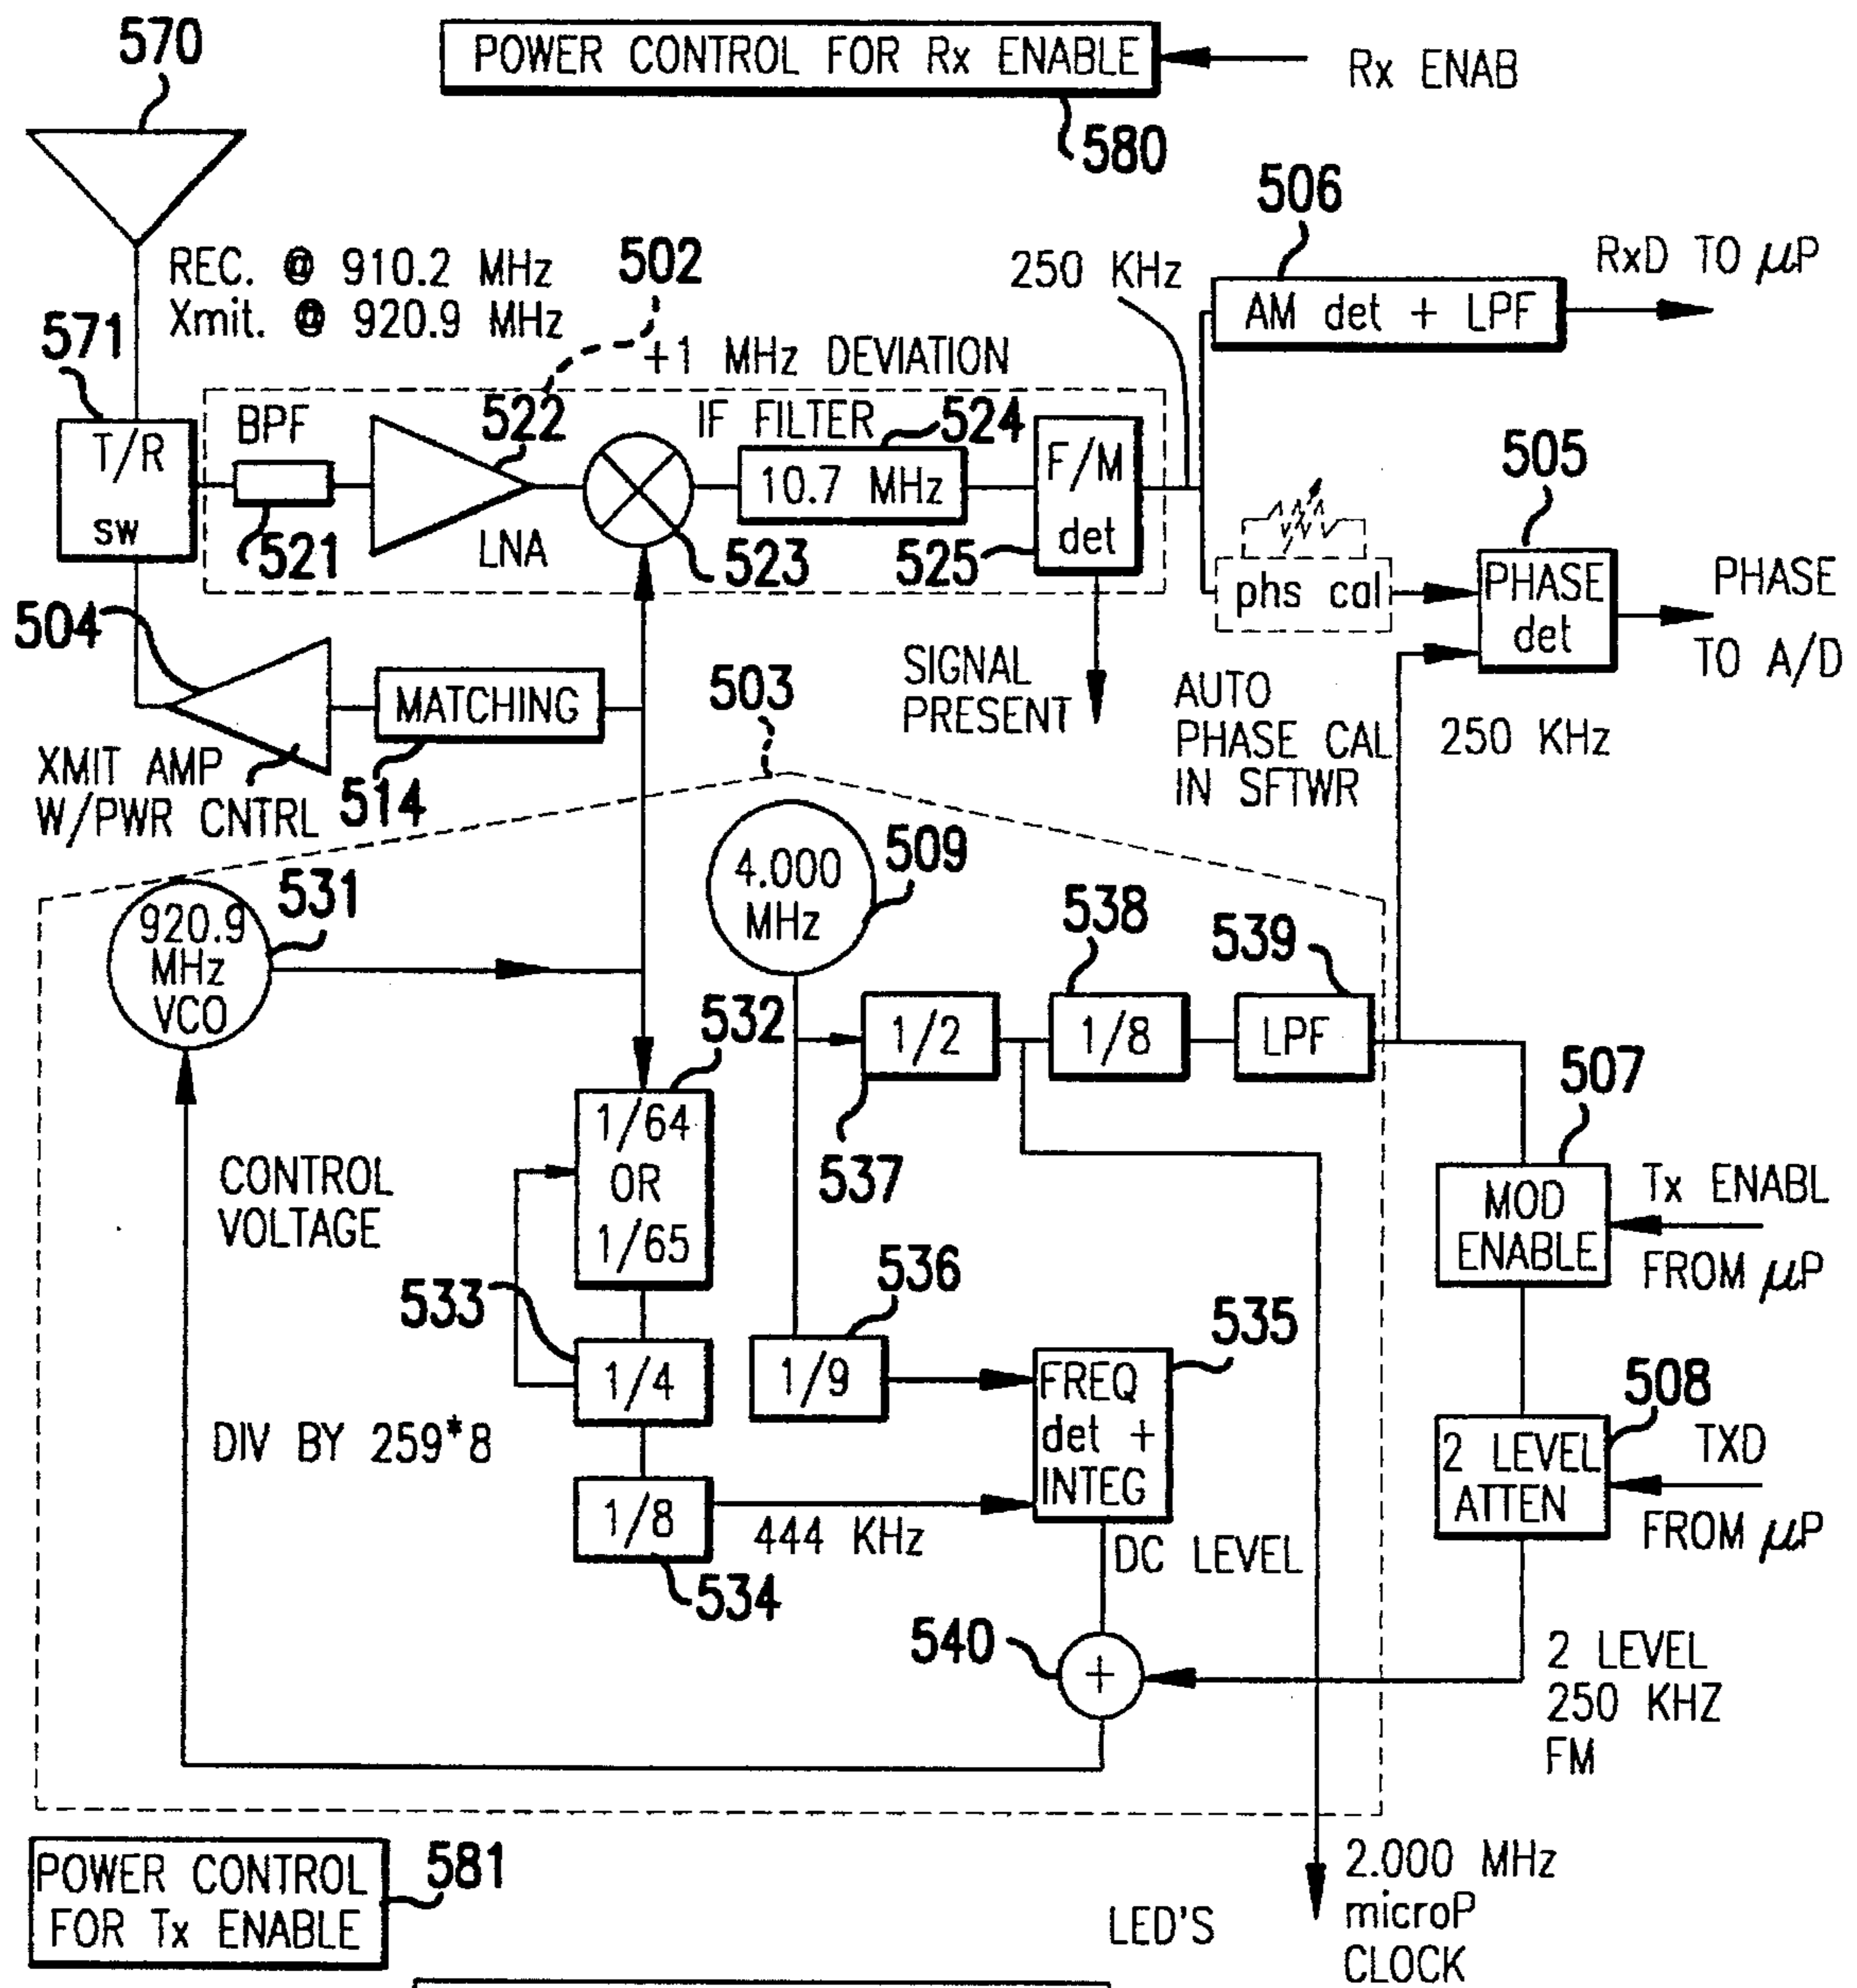 570
POWER CONTROL FOR Rx ENABLE
Rx ENAB
580
506
REC. @ 910.2 MHz
Xmit. @ 920.9 MHz
502
250 KHz
AM det + LPF
RxD TO μP
571
+1 MHz DEVIATION
T/R
sw
BPF
522
IF FILTER
524
10.7 MHz
F/M
det
505
521
LNA
523
525
phs cal
PHASE
det
PHASE
TO A/D
504
MATCHING
503
SIGNAL
PRESENT
AUTO
PHASE CAL
IN SFTWR
250 KHz
XMIT AMP
W/PWR CNTRL
514
920.9
MHz
VCO
531
4.000
MHz
509
538
539
532
1/2
1/8
LPF
507
1/64
OR
1/65
537
CONTROL
VOLTAGE
MOD
ENABLE
Tx ENABL
FROM μP
533
536
535
1/4
1/9
FREQ
det +
INTEG
508
DIV BY 259*8
2 LEVEL
ATTEN
TXD
FROM μP
1/8
444 KHz
534
DC LEVEL
540
+
2 LEVEL
250 KHZ
FM
POWER CONTROL
FOR Tx ENABLE
581
LED'S
2.000 MHz
microP
CLOCK